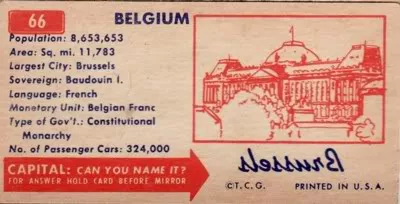 66
BELGIUM
Population: 8,653,653
Area: Sq. mi. 11,783
Largest City: Brussels
Sovereign: Baudouin I.
Language: French
Monetary Unit: Belgian Franc
Type of Gov't.: Constitutional
Monarchy
No. of Passenger Cars: 324,000
CAPITAL: CAN YOU NAME IT?
FOR ANSWER HOLD CARD BEFORE MIRROR
Brussels
©T.C.G. PRINTED IN U.S.A.